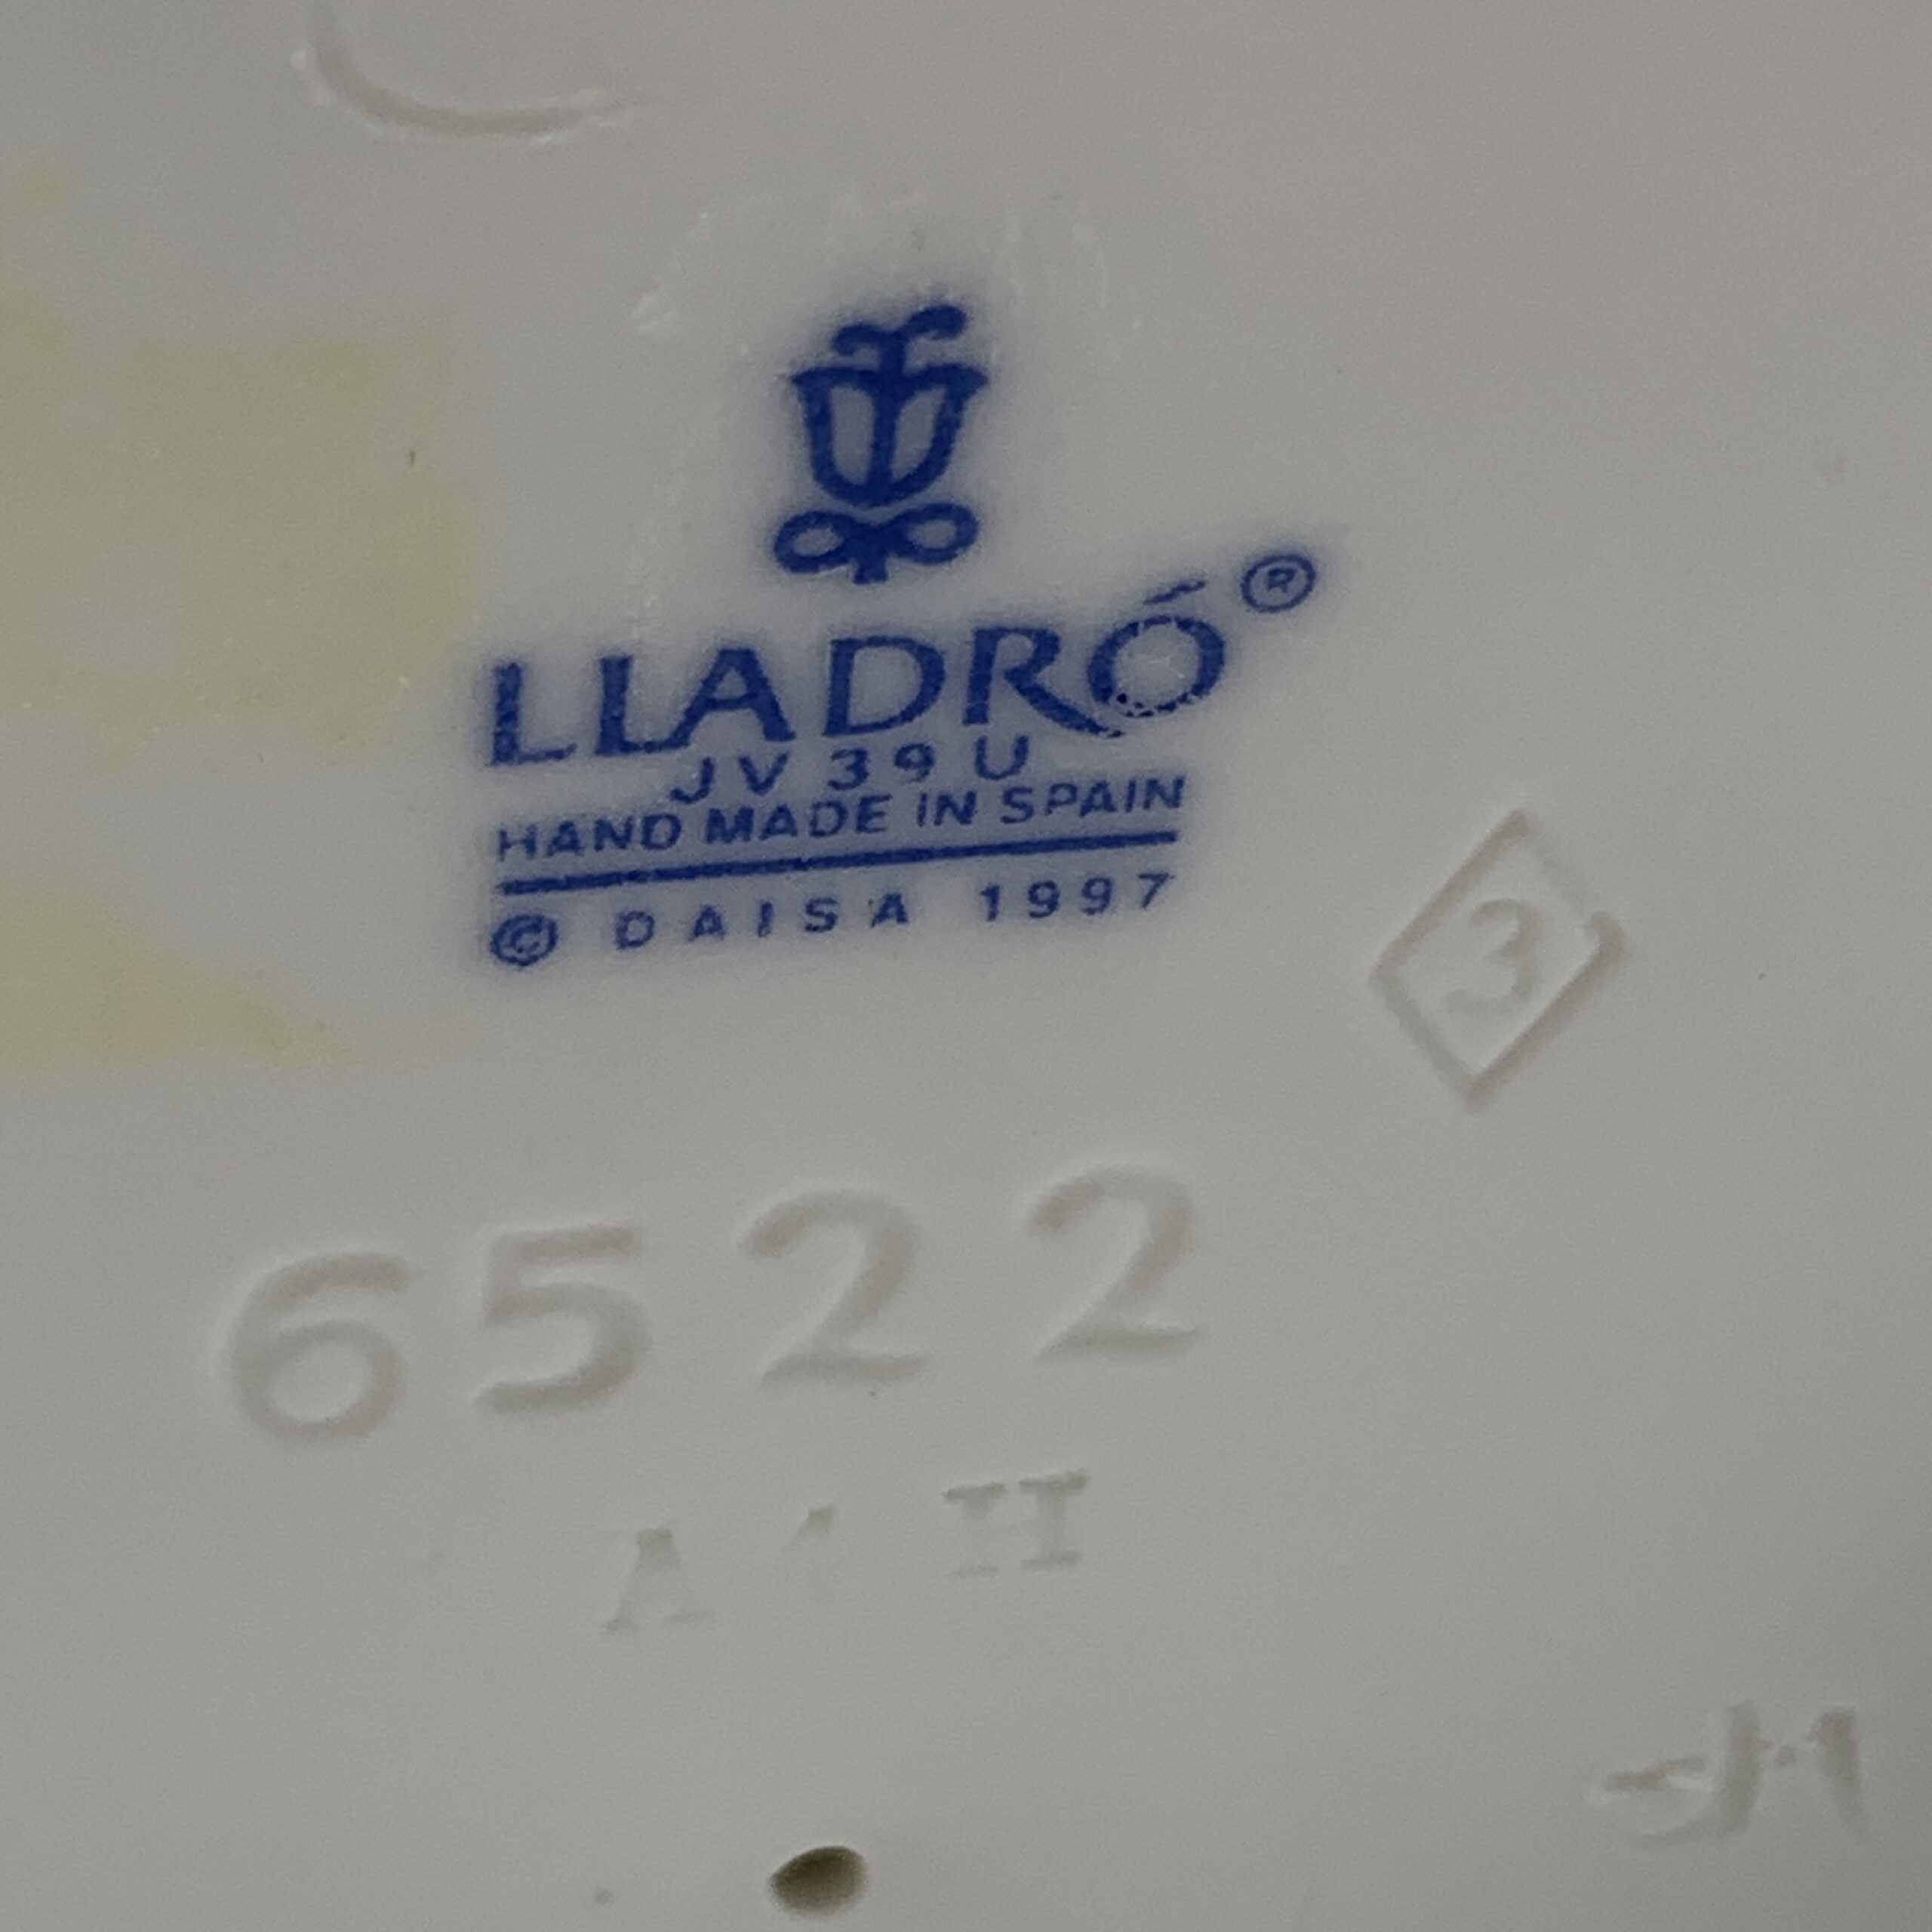 LLADRÓ®
JV39U
HAND MADE IN SPAIN
© DAISA 1997
3
6522